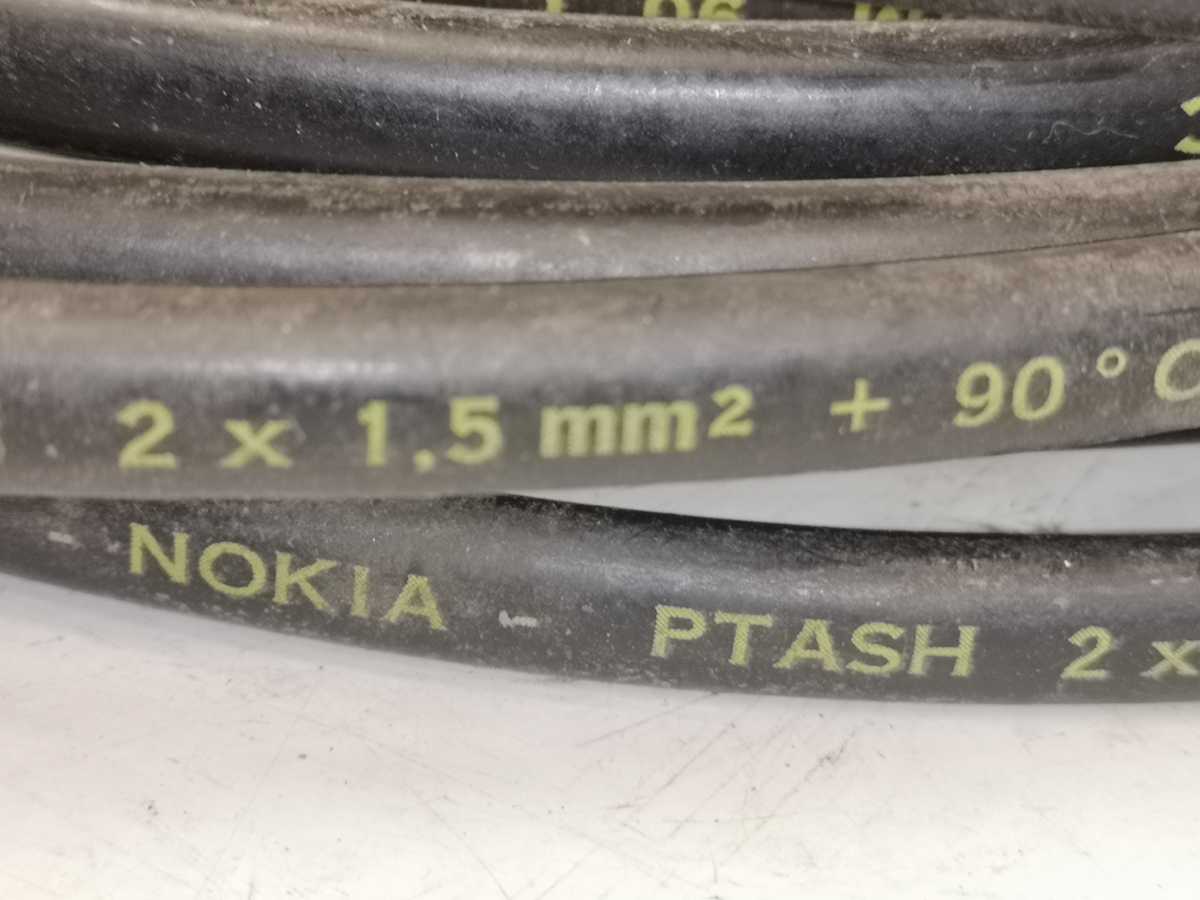 2 x 1,5 mm² + 90°C
NOKIA - PTASH 2 x